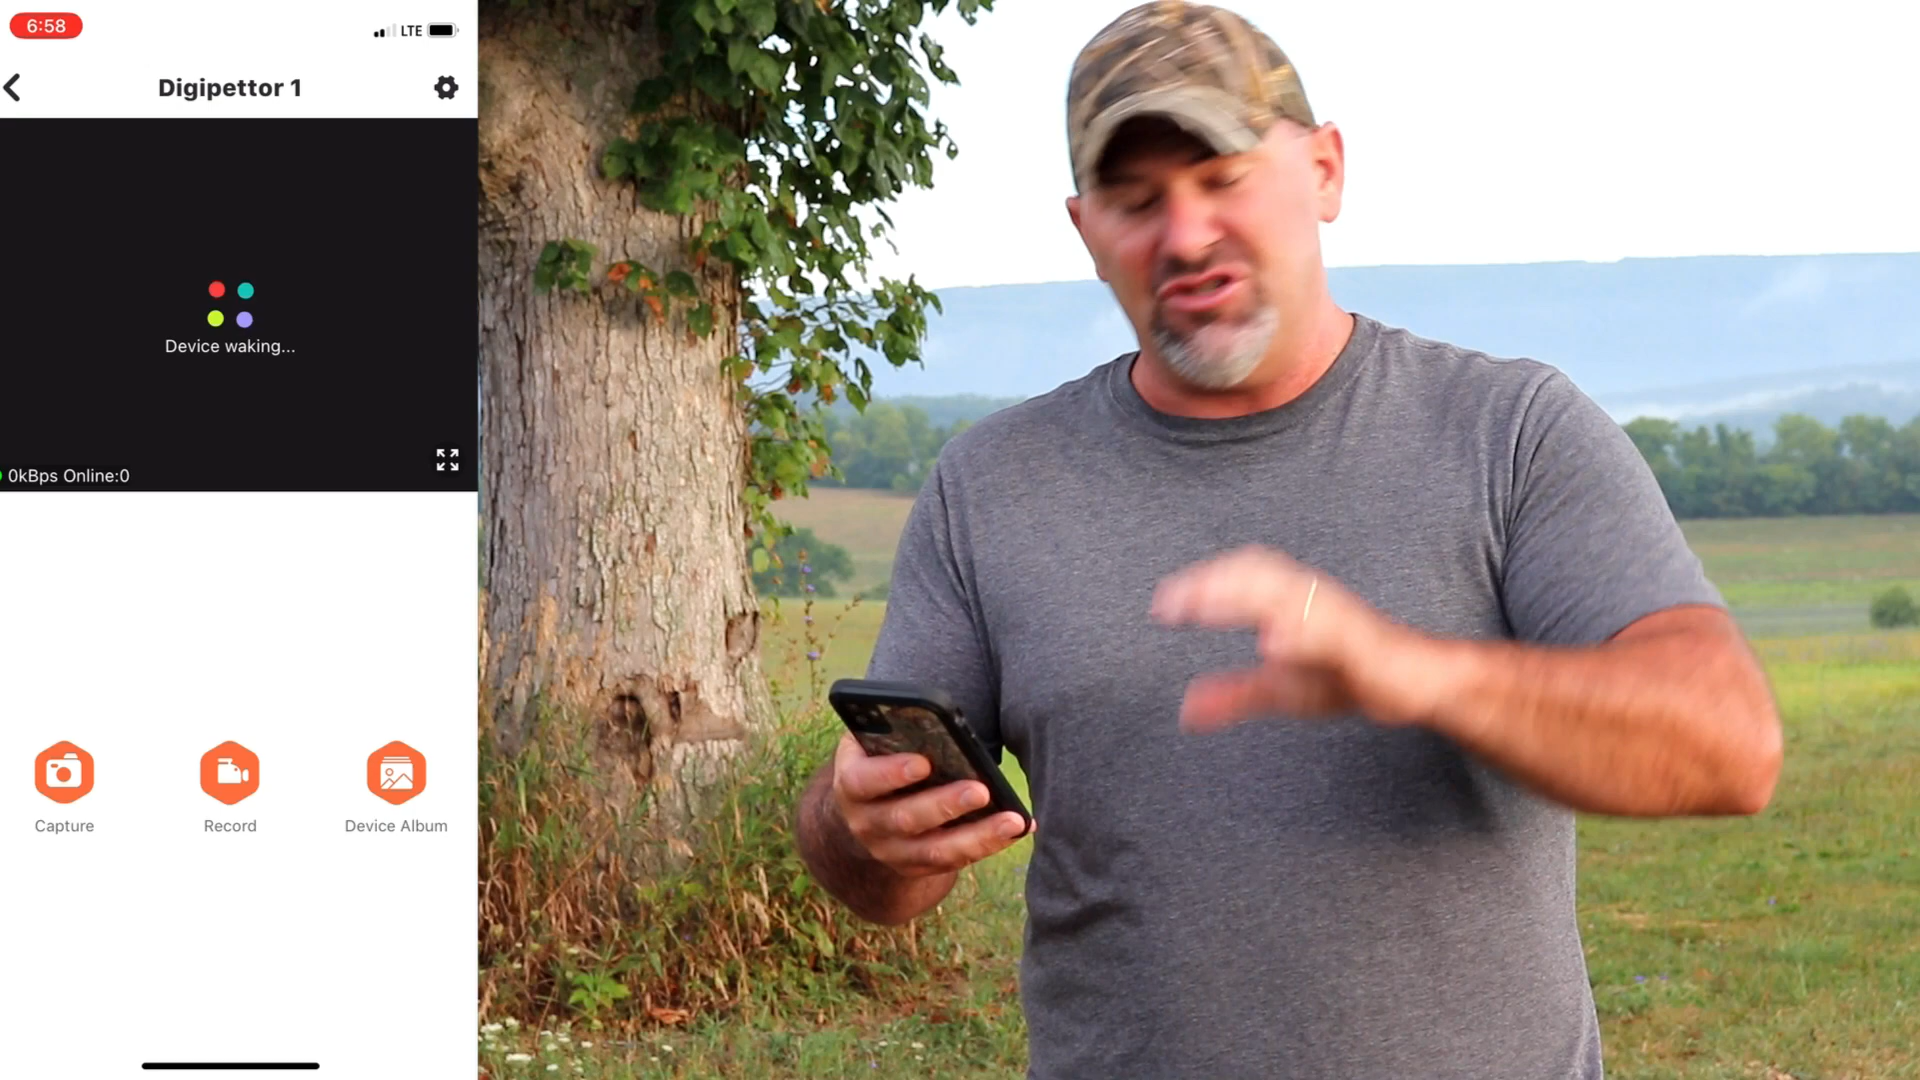 6:58
LTE
Digipettor 1
Device waking...
0kBps Online:0
Capture
Record
Device Album